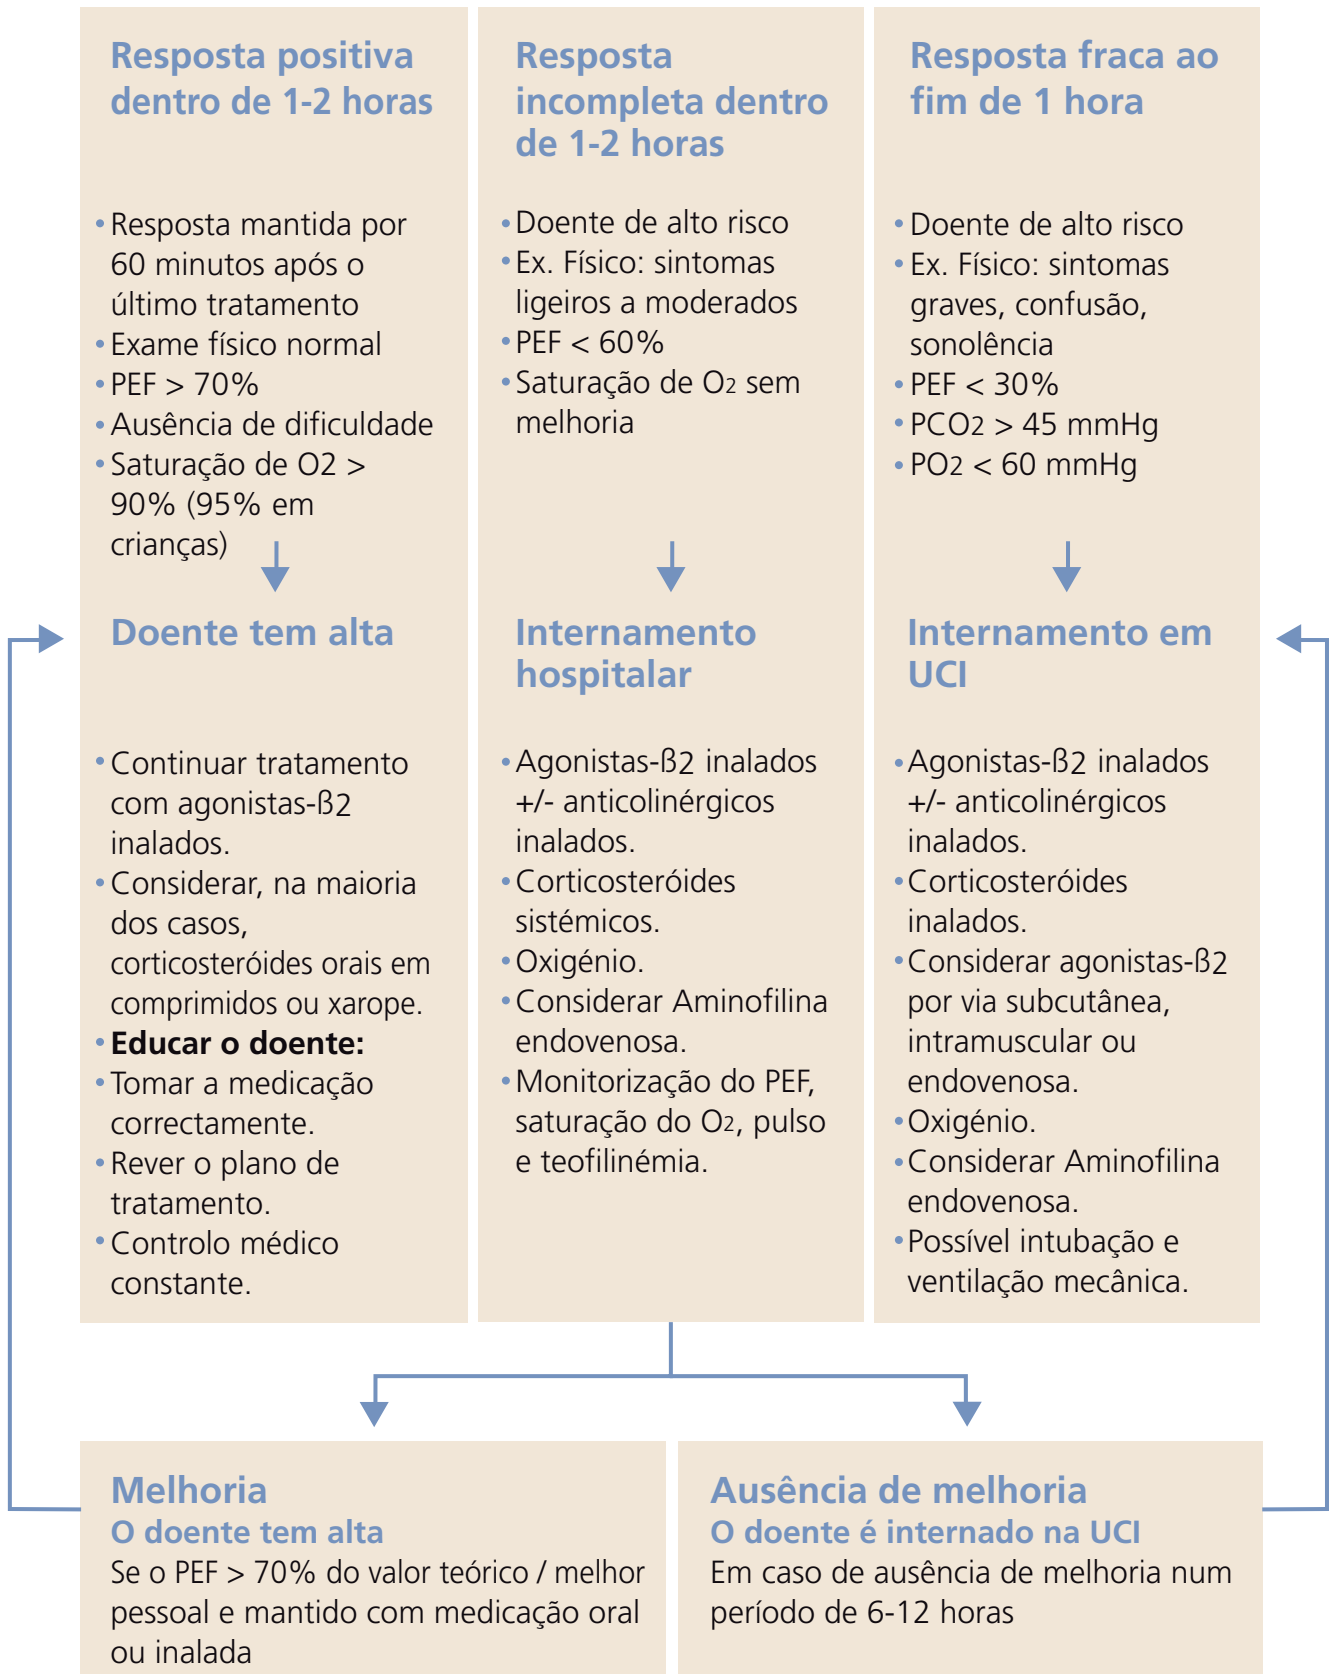 Resposta positiva
dentro de 1-2 horas
• Resposta mantida por
60 minutos após o
último tratamento
• Exame físico normal
• PEF > 70%
• Ausência de dificuldade
• Saturação de O2 >
90% (95% em
crianças)
Doente tem alta
• Continuar tratamento
com agonistas-ß2
inalados.
• Considerar, na maioria
dos casos,
corticosteróides orais em
comprimidos ou xarope.
• Educar o doente:
• Tomar a medicação
correctamente.
• Rever o plano de
tratamento.
• Controlo médico
constante.
Resposta
incompleta dentro
de 1-2 horas
• Doente de alto risco
• Ex. Físico: sintomas
ligeiros a moderados
• PEF < 60%
• Saturação de O2 sem
melhoria
Internamento
hospitalar
• Agonistas-ß2 inalados
+/- anticolinérgicos
inalados.
• Corticosteróides
sistémicos.
• Oxigénio.
• Considerar Aminofilina
endovenosa.
• Monitorização do PEF,
saturação do O2, pulso
e teofilinémia.
Resposta fraca ao
fim de 1 hora
• Doente de alto risco
• Ex. Físico: sintomas
graves, confusão,
sonolência
• PEF < 30%
• PCO2 > 45 mmHg
• PO2 < 60 mmHg
Internamento em
UCI
• Agonistas-ß2 inalados
+/- anticolinérgicos
inalados.
• Corticosteróides
inalados.
• Considerar agonistas-ß2
por via subcutânea,
intramuscular ou
endovenosa.
• Oxigénio.
• Considerar Aminofilina
endovenosa.
• Possível intubação e
ventilação mecânica.
Melhoria
O doente tem alta
Se o PEF > 70% do valor teórico / melhor
pessoal e mantido com medicação oral
ou inalada
Ausência de melhoria
O doente é internado na UCI
Em caso de ausência de melhoria num
período de 6-12 horas